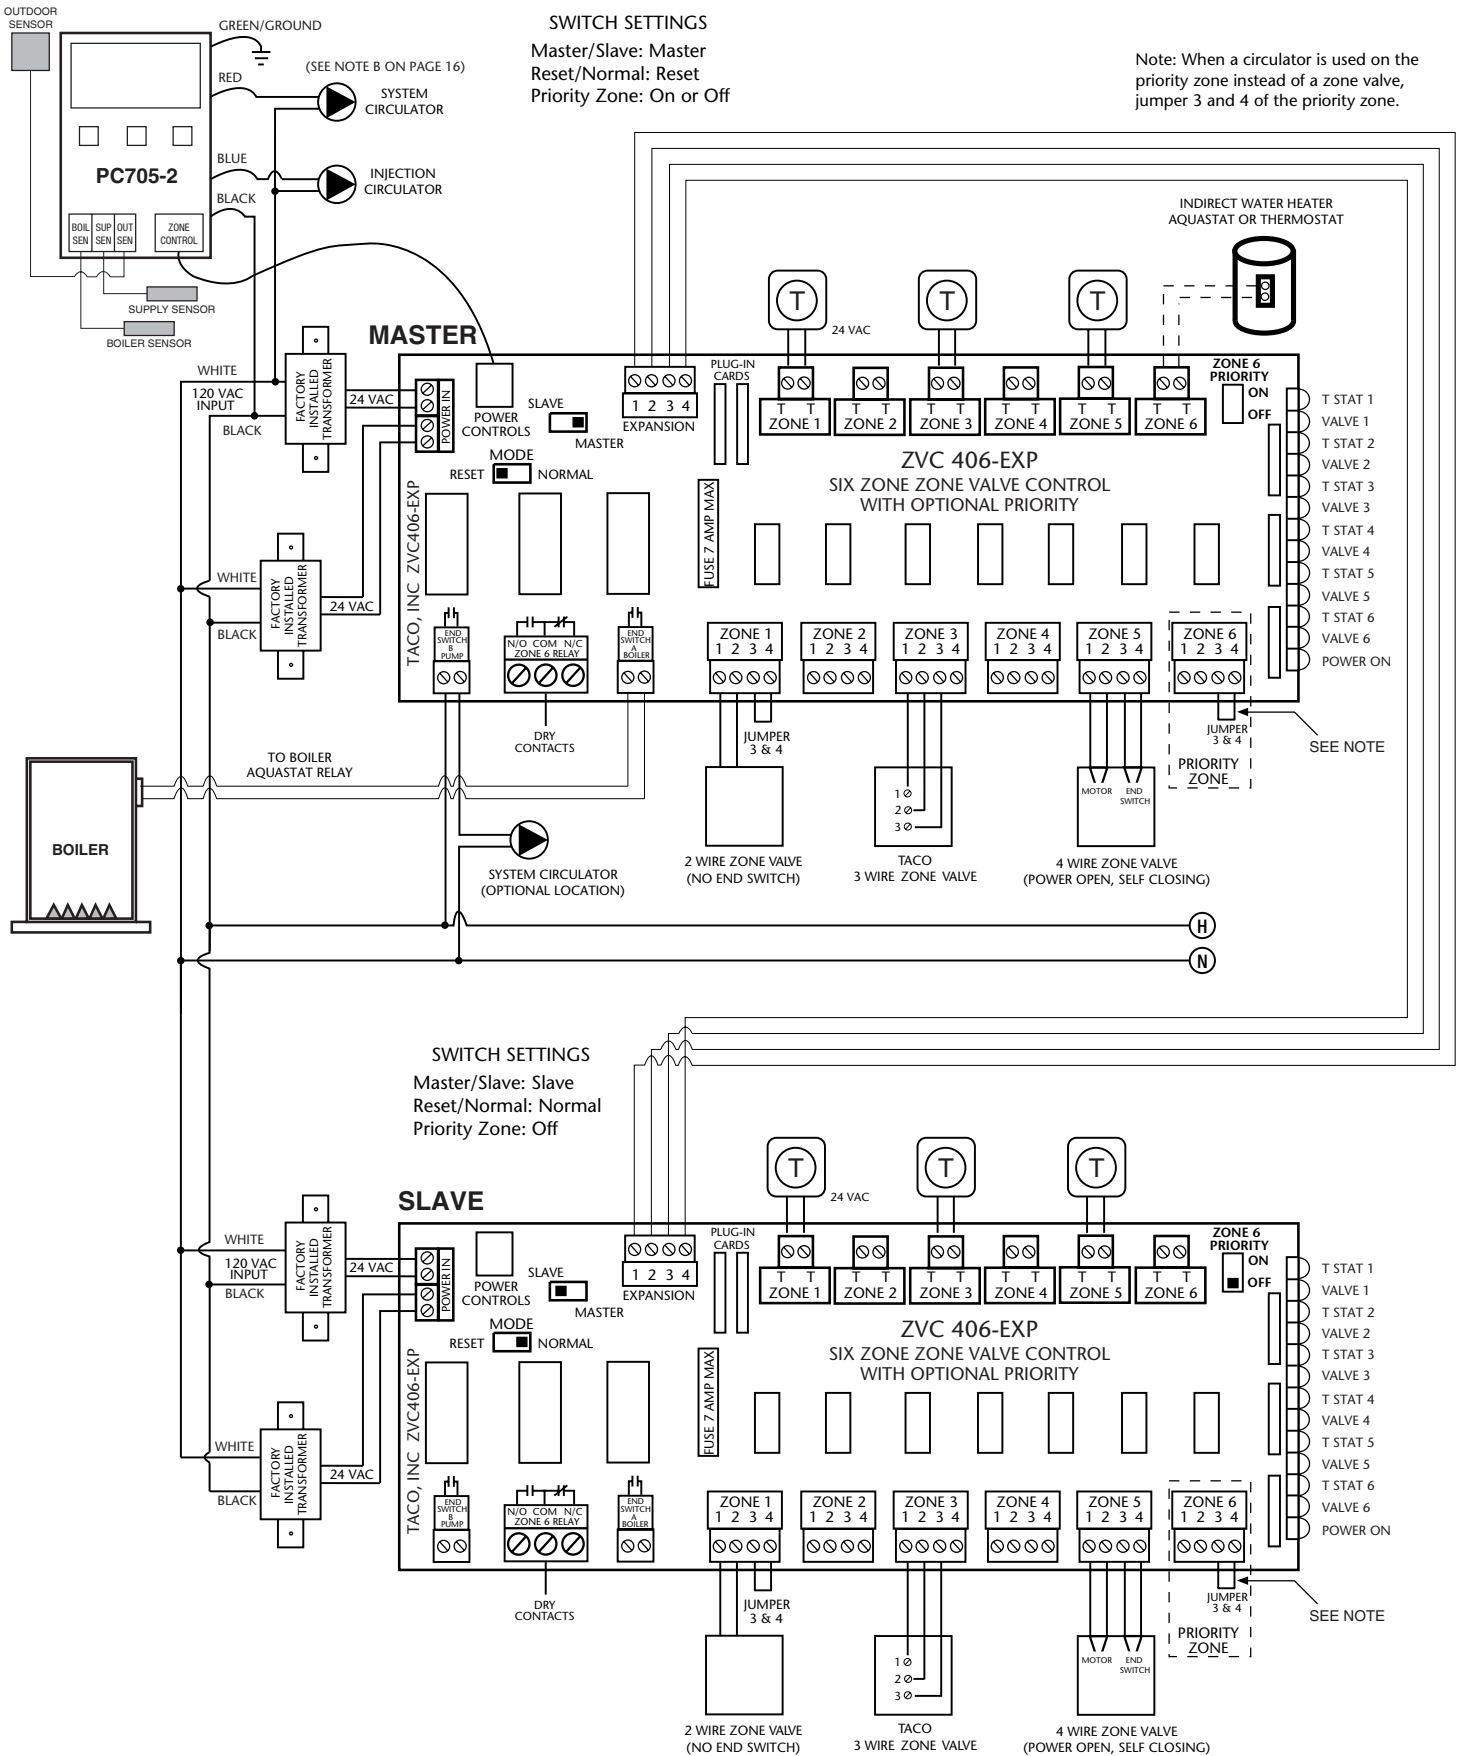 OUTDOOR
SENSOR
GREEN/GROUND
RED
(SEE NOTE B ON PAGE 16)
SYSTEM
CIRCULATOR
BLUE
INJECTION
CIRCULATOR
BLACK
PC705-2
BOIL
SEN
SUP
SEN
OUT
SEN
ZONE
CONTROL
SUPPLY SENSOR
BOILER SENSOR
SWITCH SETTINGS
Master/Slave: Master
Reset/Normal: Reset
Priority Zone: On or Off
Note: When a circulator is used on the
priority zone instead of a zone valve,
jumper 3 and 4 of the priority zone.
INDIRECT WATER HEATER
AQUASTAT OR THERMOSTAT
T
T
T
24 VAC
MASTER
WHITE
120 VAC
INPUT
BLACK
FACTORY
INSTALLED
TRANSFORMER
24 VAC
POWER IN
POWER
CONTROLS
SLAVE
MASTER
MODE
RESET
NORMAL
1 2 3 4
EXPANSION
PLUG-IN
CARDS
T T
ZONE 1
T T
ZONE 2
T T
ZONE 3
T T
ZONE 4
T T
ZONE 5
T T
ZONE 6
ZONE 6
PRIORITY
ON
OFF
ZVC 406-EXP
SIX ZONE ZONE VALVE CONTROL
WITH OPTIONAL PRIORITY
FUSE 7 AMP MAX
TACO, INC ZVC406-EXP
T STAT 1
VALVE 1
T STAT 2
VALVE 2
T STAT 3
VALVE 3
T STAT 4
VALVE 4
T STAT 5
VALVE 5
T STAT 6
VALVE 6
POWER ON
WHITE
BLACK
FACTORY
INSTALLED
TRANSFORMER
24 VAC
END
SWITCH
B
PUMP
N/O COM N/C
ZONE 6 RELAY
END
SWITCH
A
BOILER
ZONE 1
1 2 3 4
ZONE 2
1 2 3 4
ZONE 3
1 2 3 4
ZONE 4
1 2 3 4
ZONE 5
1 2 3 4
ZONE 6
1 2 3 4
DRY
CONTACTS
JUMPER
3 & 4
JUMPER
3 & 4
SEE NOTE
PRIORITY
ZONE
TO BOILER
AQUASTAT RELAY
1
2
3
MOTOR
END
SWITCH
BOILER
SYSTEM CIRCULATOR
(OPTIONAL LOCATION)
2 WIRE ZONE VALVE
(NO END SWITCH)
TACO
3 WIRE ZONE VALVE
4 WIRE ZONE VALVE
(POWER OPEN, SELF CLOSING)
H
N
SWITCH SETTINGS
Master/Slave: Slave
Reset/Normal: Normal
Priority Zone: Off
T
T
T
24 VAC
SLAVE
WHITE
120 VAC
INPUT
BLACK
FACTORY
INSTALLED
TRANSFORMER
24 VAC
POWER IN
POWER
CONTROLS
SLAVE
MASTER
MODE
RESET
NORMAL
1 2 3 4
EXPANSION
PLUG-IN
CARDS
T T
ZONE 1
T T
ZONE 2
T T
ZONE 3
T T
ZONE 4
T T
ZONE 5
T T
ZONE 6
ZONE 6
PRIORITY
ON
OFF
ZVC 406-EXP
SIX ZONE ZONE VALVE CONTROL
WITH OPTIONAL PRIORITY
FUSE 7 AMP MAX
TACO, INC ZVC406-EXP
T STAT 1
VALVE 1
T STAT 2
VALVE 2
T STAT 3
VALVE 3
T STAT 4
VALVE 4
T STAT 5
VALVE 5
T STAT 6
VALVE 6
POWER ON
WHITE
BLACK
FACTORY
INSTALLED
TRANSFORMER
24 VAC
END
SWITCH
B
PUMP
N/O COM N/C
ZONE 6 RELAY
END
SWITCH
A
BOILER
ZONE 1
1 2 3 4
ZONE 2
1 2 3 4
ZONE 3
1 2 3 4
ZONE 4
1 2 3 4
ZONE 5
1 2 3 4
ZONE 6
1 2 3 4
DRY
CONTACTS
JUMPER
3 & 4
JUMPER
3 & 4
SEE NOTE
PRIORITY
ZONE
1
2
3
MOTOR
END
SWITCH
2 WIRE ZONE VALVE
(NO END SWITCH)
TACO
3 WIRE ZONE VALVE
4 WIRE ZONE VALVE
(POWER OPEN, SELF CLOSING)